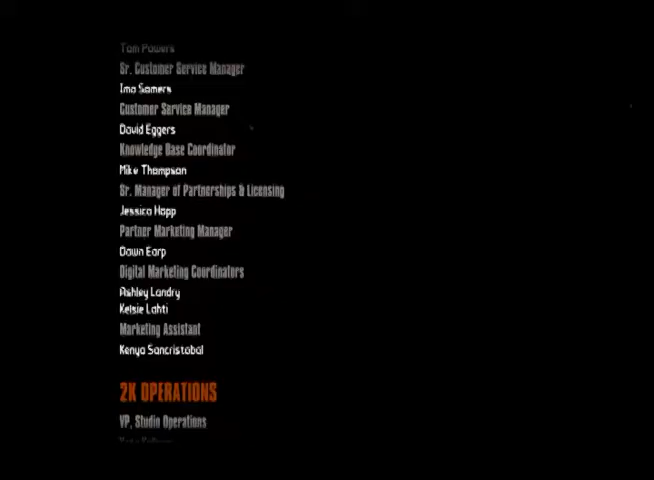 Tom Powers
Sr. Customer Service Manager
Ima Somers
Customer Service Manager
David Eggers
Knowledge Base Coordinator
Mike Thompson
Sr. Manager of Partnerships & Licensing
Jessica Hopp
Partner Marketing Manager
Dawn Earp
Digital Marketing Coordinators
Ashley Landry
Kelsie Lahti
Marketing Assistant
Kenya Sancristobal
2K OPERATIONS
VP, Studio Operations